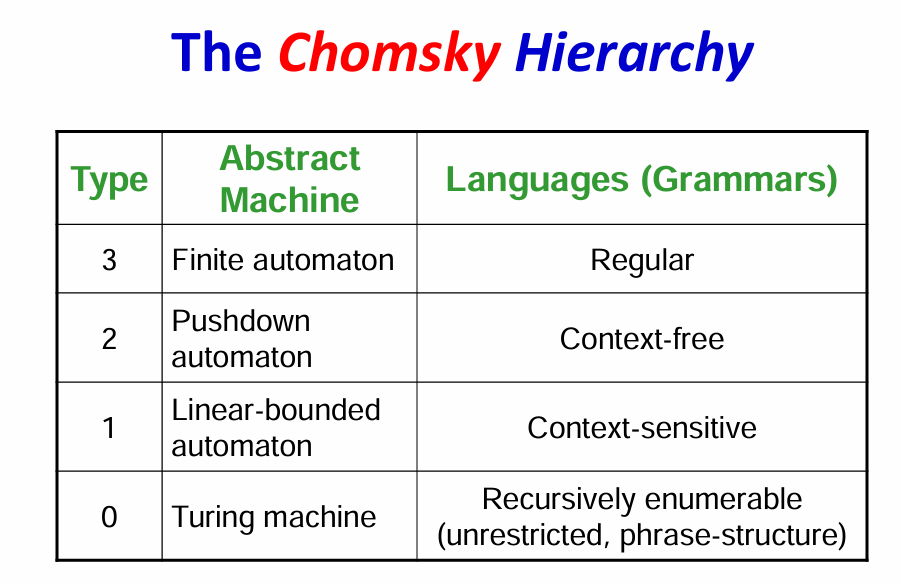 The Chomsky Hierarchy
Type
Abstract
Machine
Languages (Grammars)
3
Finite automaton
Regular
2
Pushdown
automaton
Context-free
1
Linear-bounded
automaton
Context-sensitive
0
Turing machine
Recursively enumerable
(unrestricted, phrase-structure)